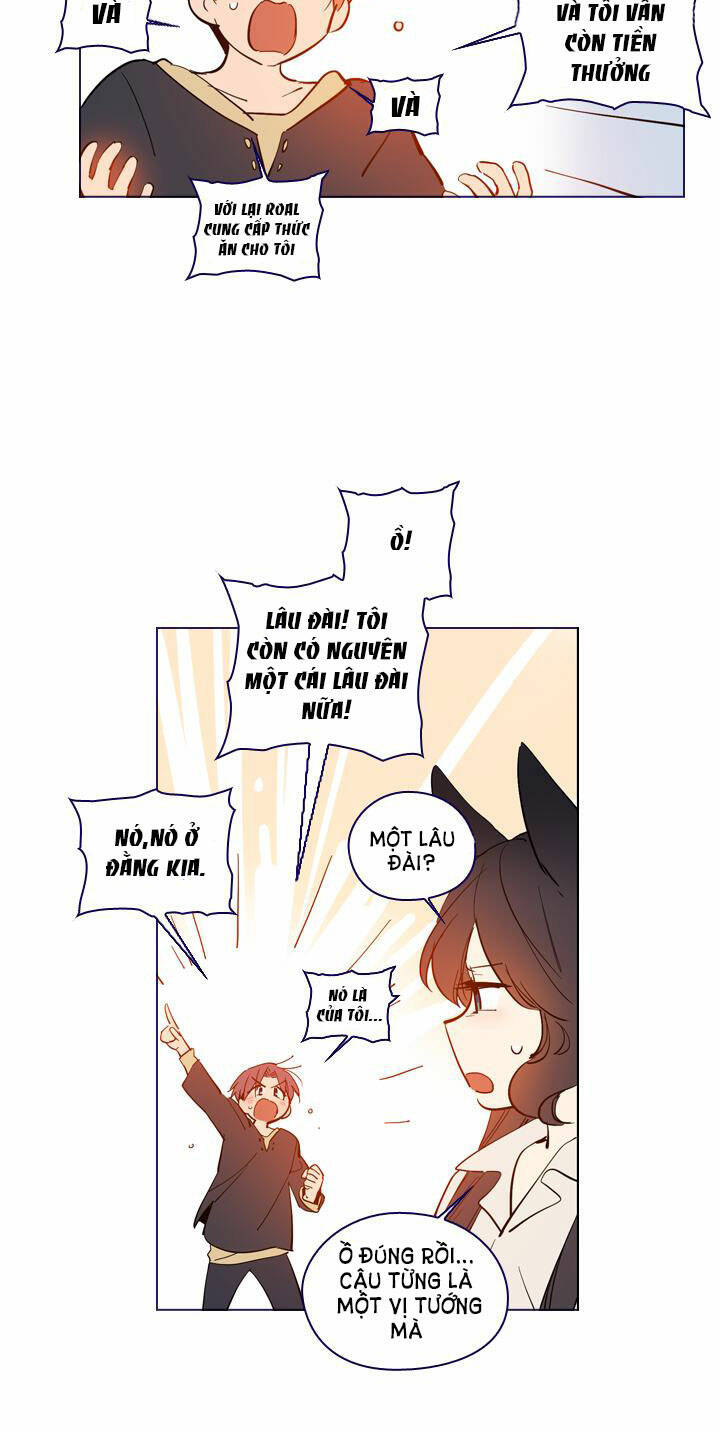 VÀ
VÀ TÔI VẪN
CÒN TIỀN
THƯỞNG
VÀ
VỚI LẠI ROAL
CUNG CẤP THỨC
ĂN CHO TÔI
Ồ!
LÂU ĐÀI! TÔI
CÒN CÓ NGUYÊN
MỘT CÁI LÂU ĐÀI
NỮA!
NÓ,NÓ Ở
ĐẰNG KIA.
MỘT LÂU
ĐÀI?
NÓ LÀ
CỦA TÔI...
Ồ ĐÚNG RỒI...
CẬU TỪNG LÀ
MỘT VỊ TƯỚNG
MÀ